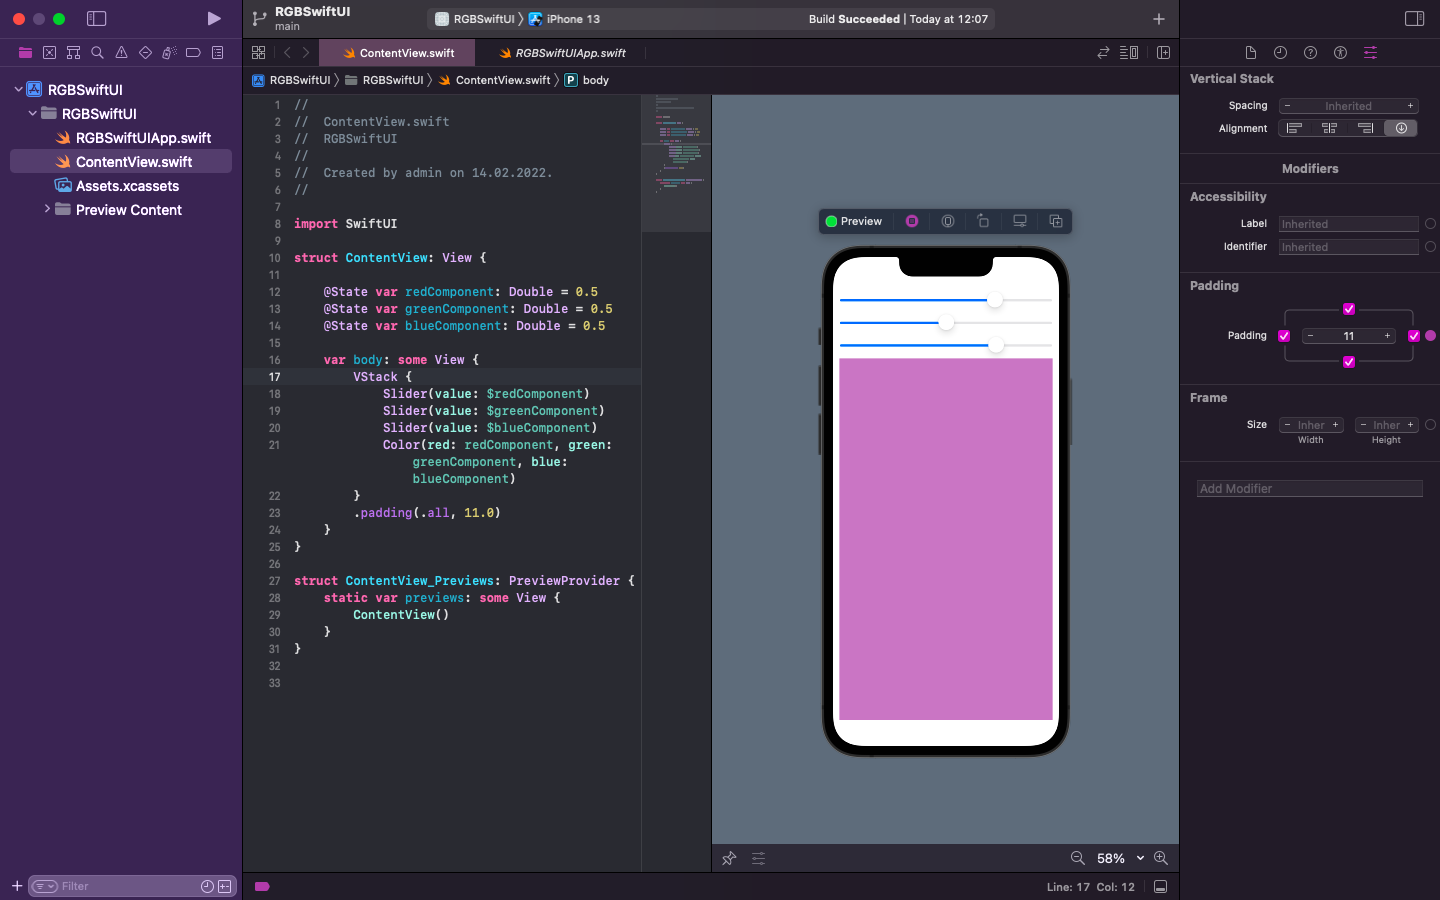 RGBSwiftUI
main
RGBSwiftUI
iPhone 13
Build Succeeded | Today at 12:07
ContentView.swift
RGBSwiftUIApp.swift
RGBSwiftUI
RGBSwiftUI
ContentView.swift
P
body
RGBSwiftUI
RGBSwiftUI
RGBSwiftUIApp.swift
ContentView.swift
Assets.xcassets
Preview Content
Filter
1 //
2 //  ContentView.swift
3 //  RGBSwiftUI
4 //
5 //  Created by admin on 14.02.2022.
6 //
7
8 import SwiftUI
9
10 struct ContentView: View {
11
12     @State var redComponent: Double = 0.5
13     @State var greenComponent: Double = 0.5
14     @State var blueComponent: Double = 0.5
15
16     var body: some View {
17         VStack {
18             Slider(value: $redComponent)
19             Slider(value: $greenComponent)
20             Slider(value: $blueComponent)
21             Color(red: redComponent, green:
greenComponent, blue:
blueComponent)
22         }
23         .padding(.all, 11.0)
24     }
25 }
26
27 struct ContentView_Previews: PreviewProvider {
28     static var previews: some View {
29         ContentView()
30     }
31 }
32
33
Preview
58%
Line: 17  Col: 12
Vertical Stack
Spacing
Inherited
Alignment
Modifiers
Accessibility
Label
Inherited
Identifier
Inherited
Padding
Padding
11
Frame
Size
Inher
Inher
Width
Height
Add Modifier